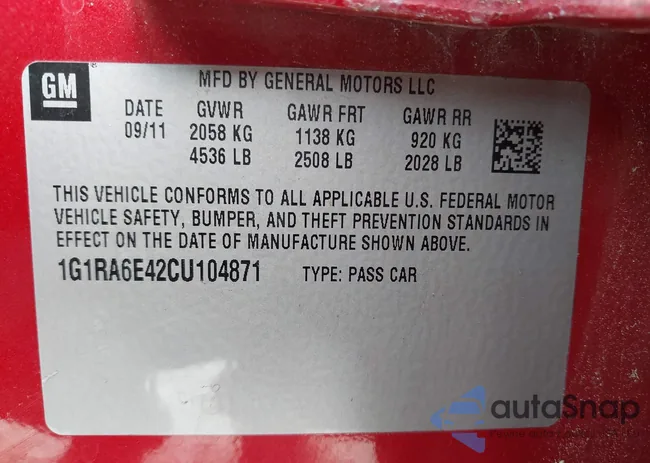 GM
MFD BY GENERAL MOTORS LLC
DATE GVWR GAWR FRT GAWR RR
09/11 2058 KG 1138 KG 920 KG
4536 LB 2508 LB 2028 LB
THIS VEHICLE CONFORMS TO ALL APPLICABLE U.S. FEDERAL MOTOR
VEHICLE SAFETY, BUMPER, AND THEFT PREVENTION STANDARDS IN
EFFECT ON THE DATE OF MANUFACTURE SHOWN ABOVE.
1G1RA6E42CU104871 TYPE: PASS CAR
autaSnap